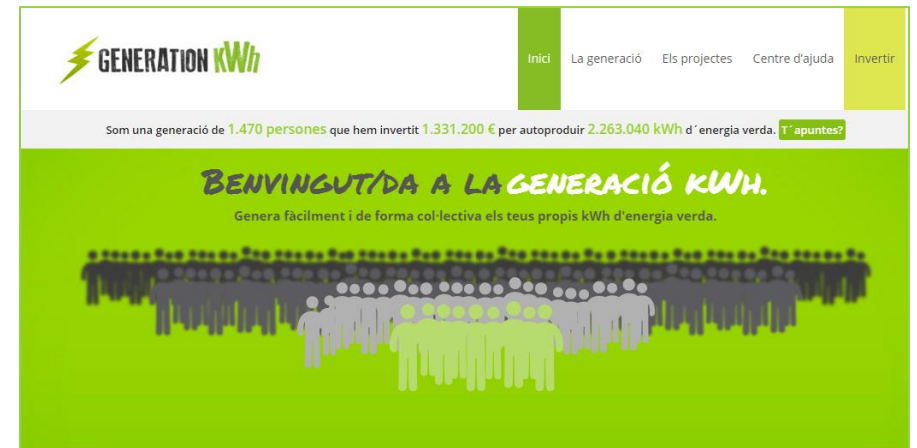 GENERATION kWh
Inici La generació Els projectes Centre d'ajuda Invertir
Som una generació de 1.470 persones que hem invertit 1.331.200 € per autoproduir 2.263.040 kWh d´energia verda. T´apuntes?
BENVINGUT/DA A LA GENERACIÓ KWH.
Genera fàcilment i de forma col·lectiva els teus propis kWh d'energia verda.